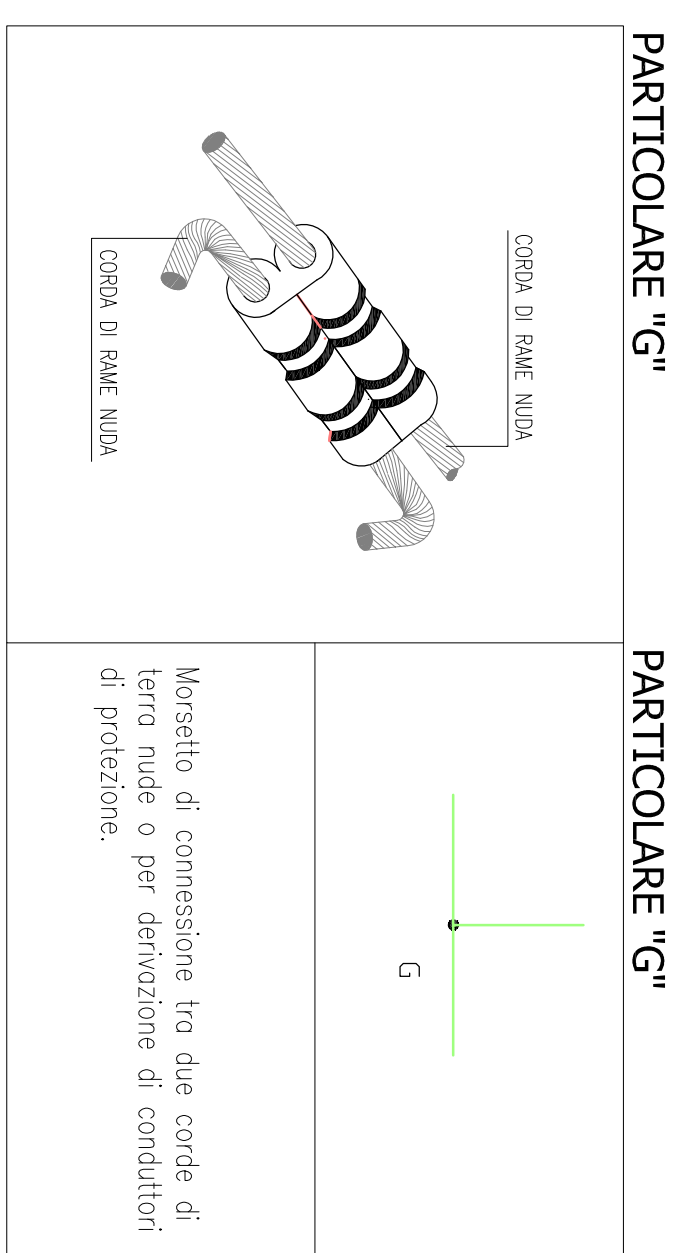 PARTICOLARE "G"
CORDA DI RAME NUDA
CORDA DI RAME NUDA
PARTICOLARE "G"
G
Morsetto di connessione tra due corde di
terra nude o per derivazione di conduttori
di protezione.